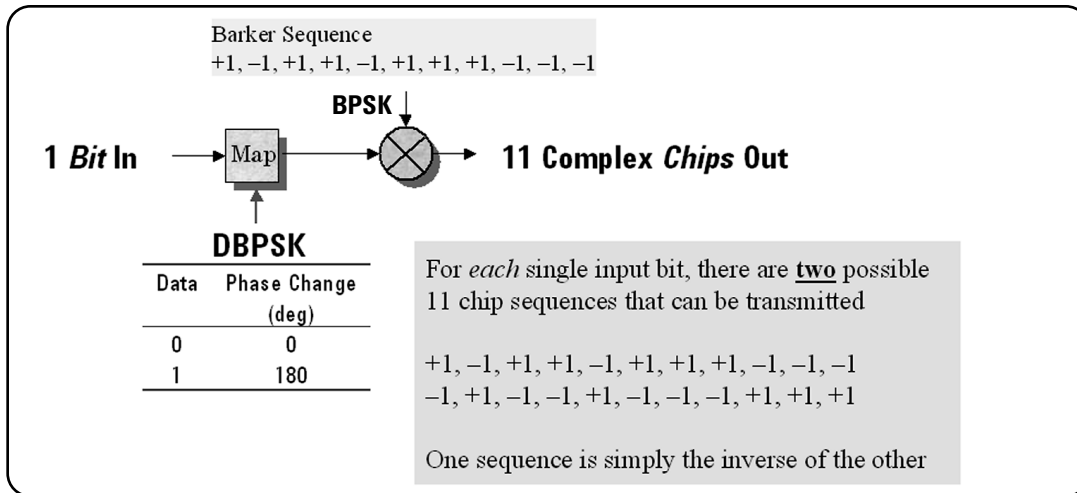 Barker Sequence
+1, –1, +1, +1, –1, +1, +1, +1, –1, –1, –1
BPSK
1 Bit In
Map
11 Complex Chips Out
DBPSK
Data Phase Change
(deg)
0 0
1 180
For each single input bit, there are two possible
11 chip sequences that can be transmitted
+1, –1, +1, +1, –1, +1, +1, +1, –1, –1, –1
–1, +1, –1, –1, +1, –1, –1, –1, +1, +1, +1
One sequence is simply the inverse of the other